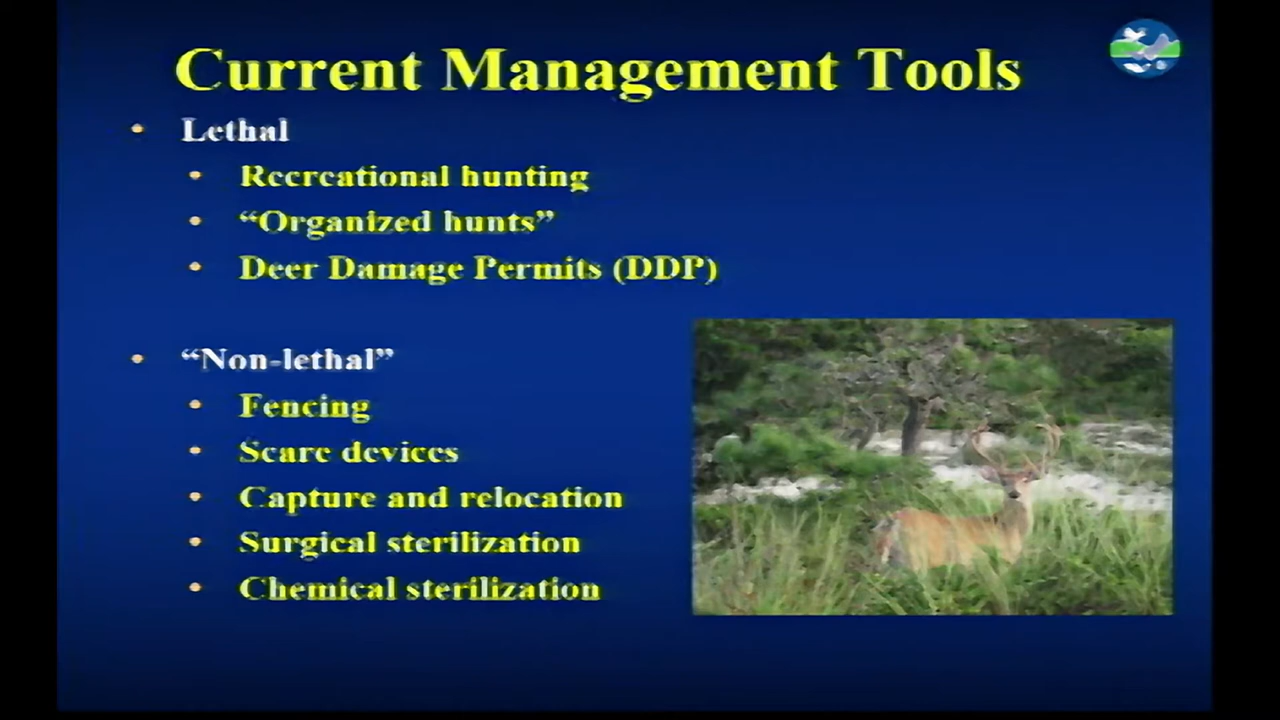 Current Management Tools
• Lethal
• Recreational hunting
• “Organized hunts”
• Deer Damage Permits (DDP)
• “Non-lethal”
• Fencing
• Scare devices
• Capture and relocation
• Surgical sterilization
• Chemical sterilization